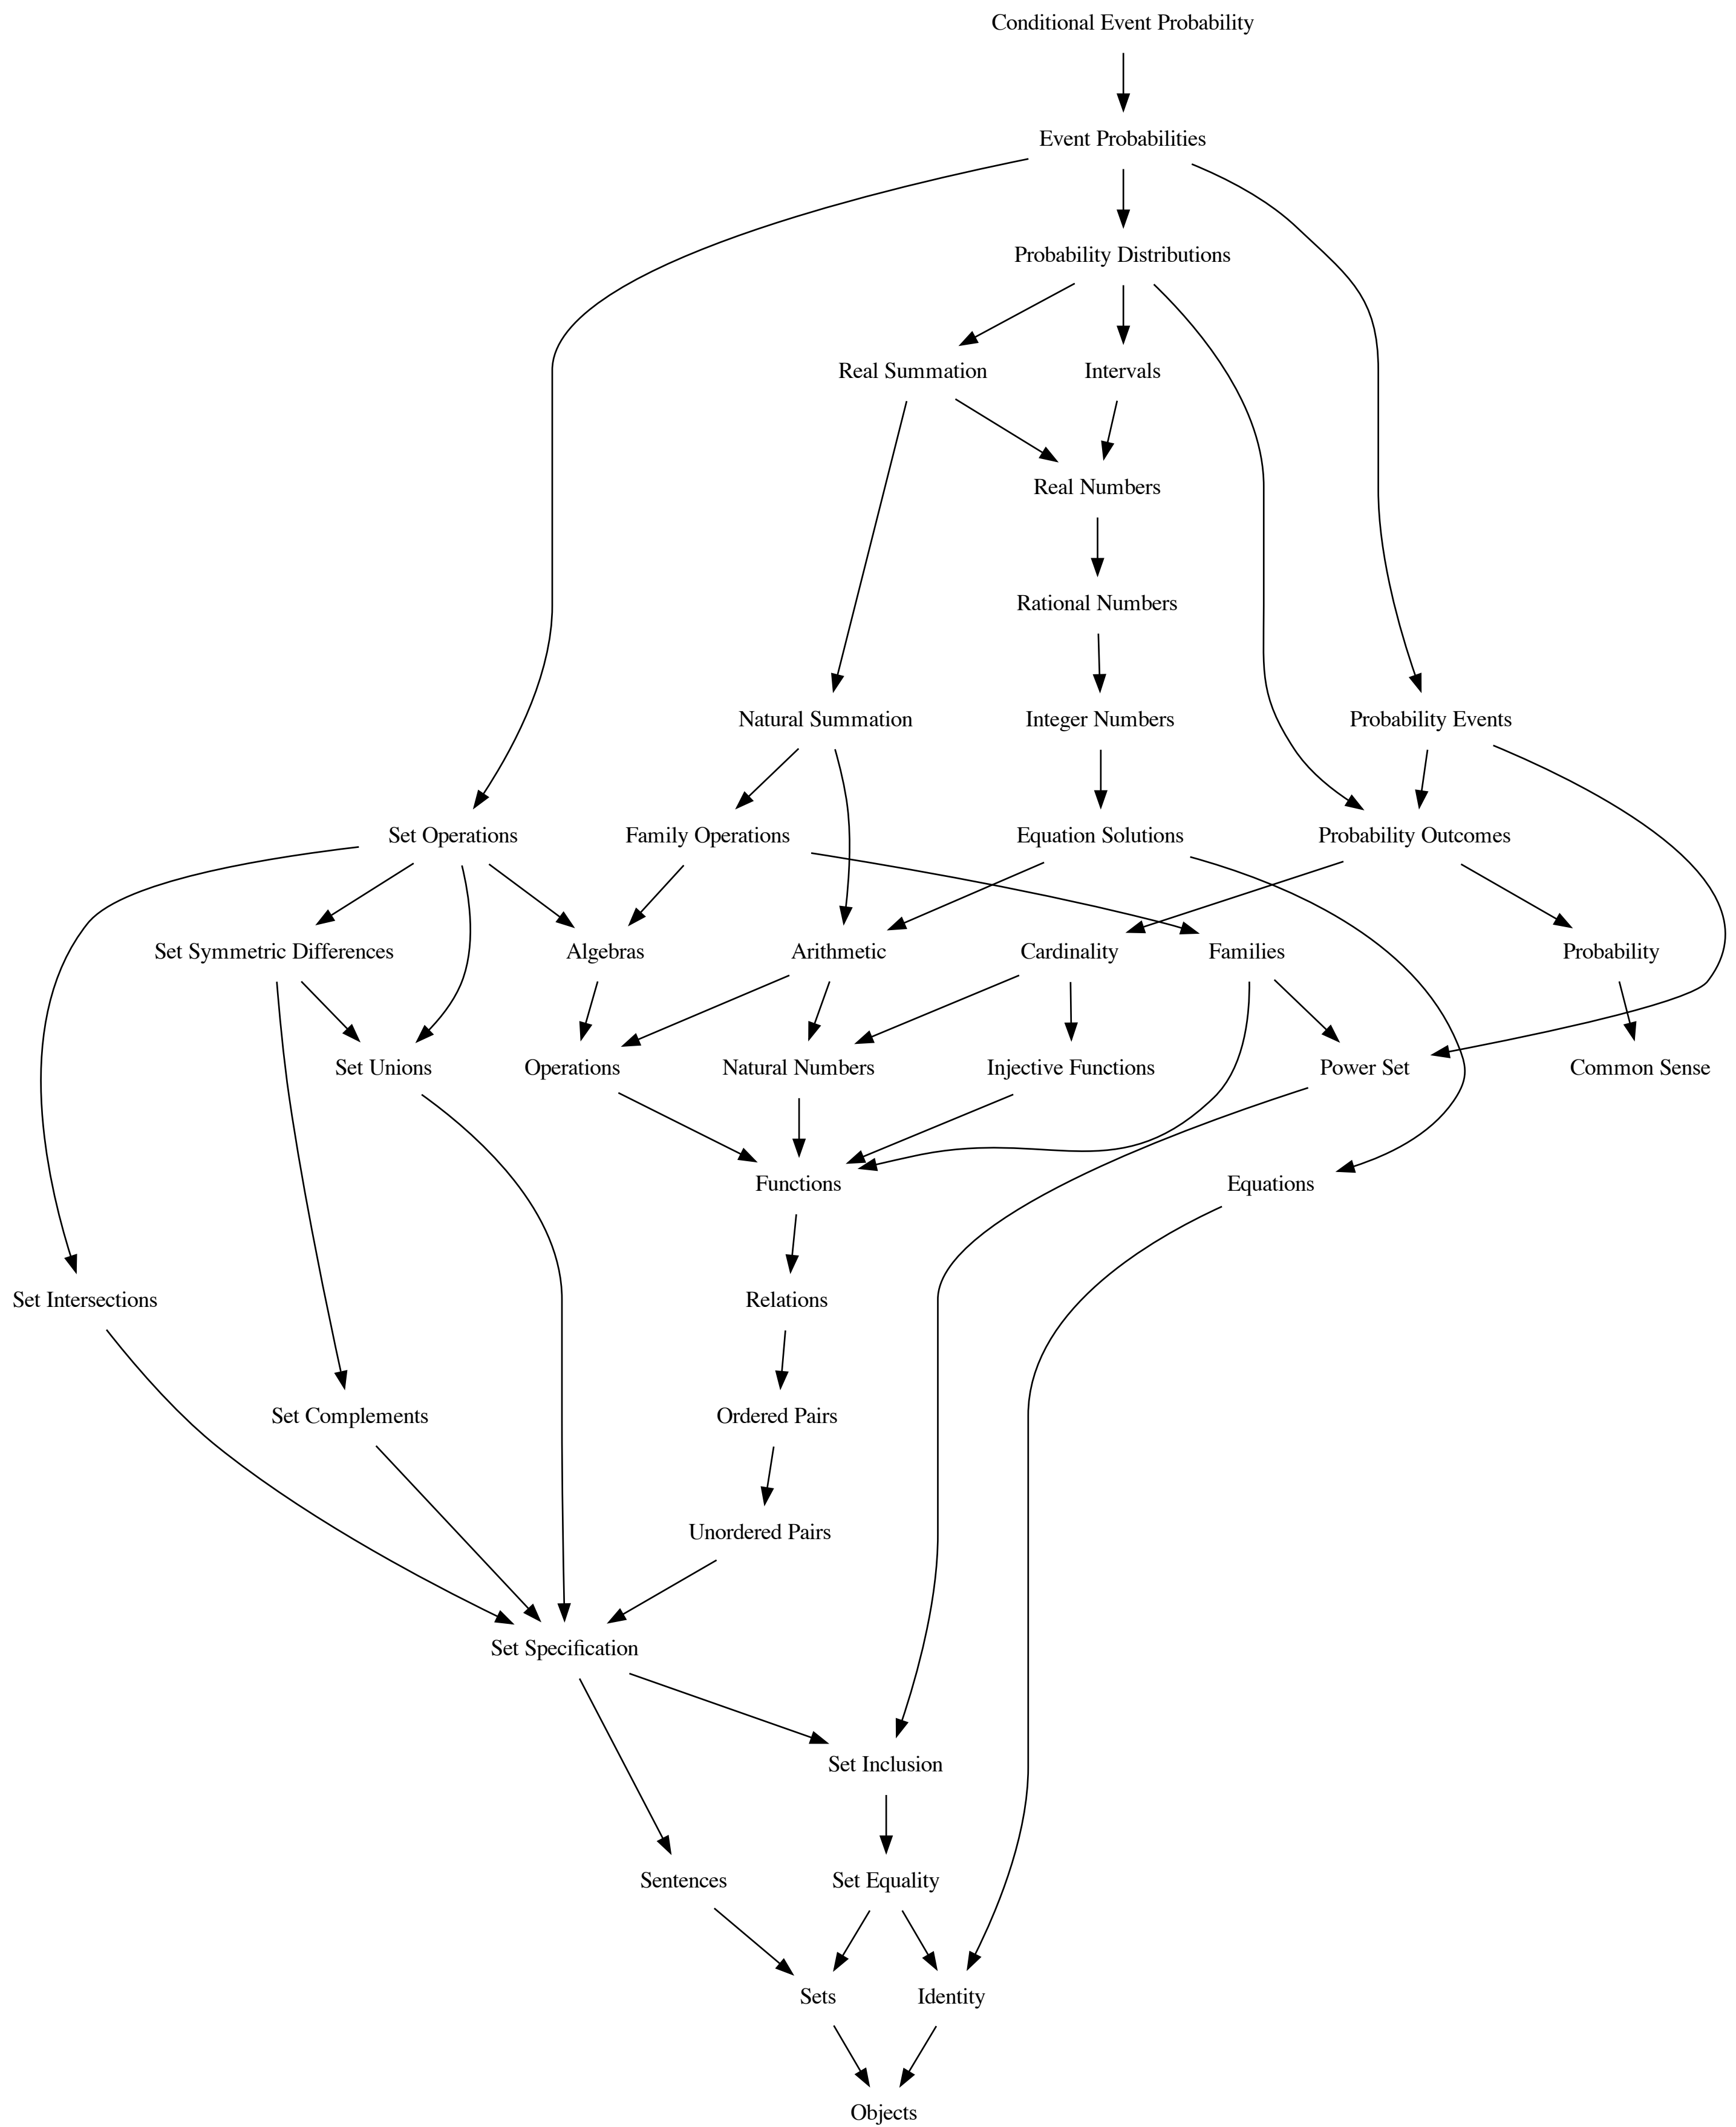 Conditional Event Probability
Event Probabilities
Probability Distributions
Real Summation
Intervals
Real Numbers
Rational Numbers
Natural Summation
Integer Numbers
Probability Events
Set Operations
Family Operations
Equation Solutions
Probability Outcomes
Set Symmetric Differences
Algebras
Arithmetic
Cardinality
Families
Probability
Set Unions
Operations
Natural Numbers
Injective Functions
Power Set
Common Sense
Functions
Equations
Set Intersections
Relations
Set Complements
Ordered Pairs
Unordered Pairs
Set Specification
Set Inclusion
Sentences
Set Equality
Sets
Identity
Objects